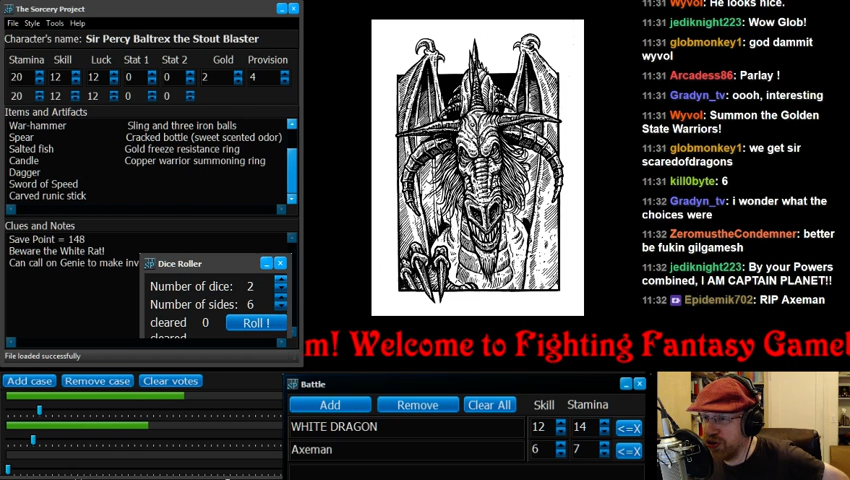 The Sorcery Project
File Style Tools Help
Character's name: Sir Percy Baltrex the Stout Blaster
Stamina Skill Luck Stat 1 Stat 2 Gold Provision
20 12 12 0 0 2 4
20 12 12 0 0
Items and Artifacts
War-hammer Sling and three iron balls
Spear Cracked bottle (sweet scented odor)
Salted fish Gold freeze resistance ring
Candle Copper warrior summoning ring
Dagger
Sword of Speed
Carved runic stick
Clues and Notes
Save Point = 148
Beware the White Rat!
Can call on Genie to make inv
Dice Roller
Number of dice: 2
Number of sides: 6
cleared 0 Roll !
cleared
File loaded successfully
Add case Remove case Clear votes
m! Welcome to Fighting Fantasy Gameb
Battle
Add Remove Clear All Skill Stamina
WHITE DRAGON 12 14 <=X
Axeman 6 7 <=X
Wyvol: He looks nice.
11:31 jediknight223: Wow Glob!
11:31 globmonkey1: god dammit
wyvol
11:31 Arcadess86: Parlay !
11:31 Gradyn_tv: oooh, interesting
11:31 Wyvol: Summon the Golden
State Warriors!
11:31 globmonkey1: we get sir
scaredofdragons
11:31 kill0byte: 6
11:32 Gradyn_tv: i wonder what the
choices were
11:32 ZeromustheCondemner: better
be fukin gilgamesh
11:32 jediknight223: By your Powers
combined, I AM CAPTAIN PLANET!!
11:32 Epidemik702: RIP Axeman